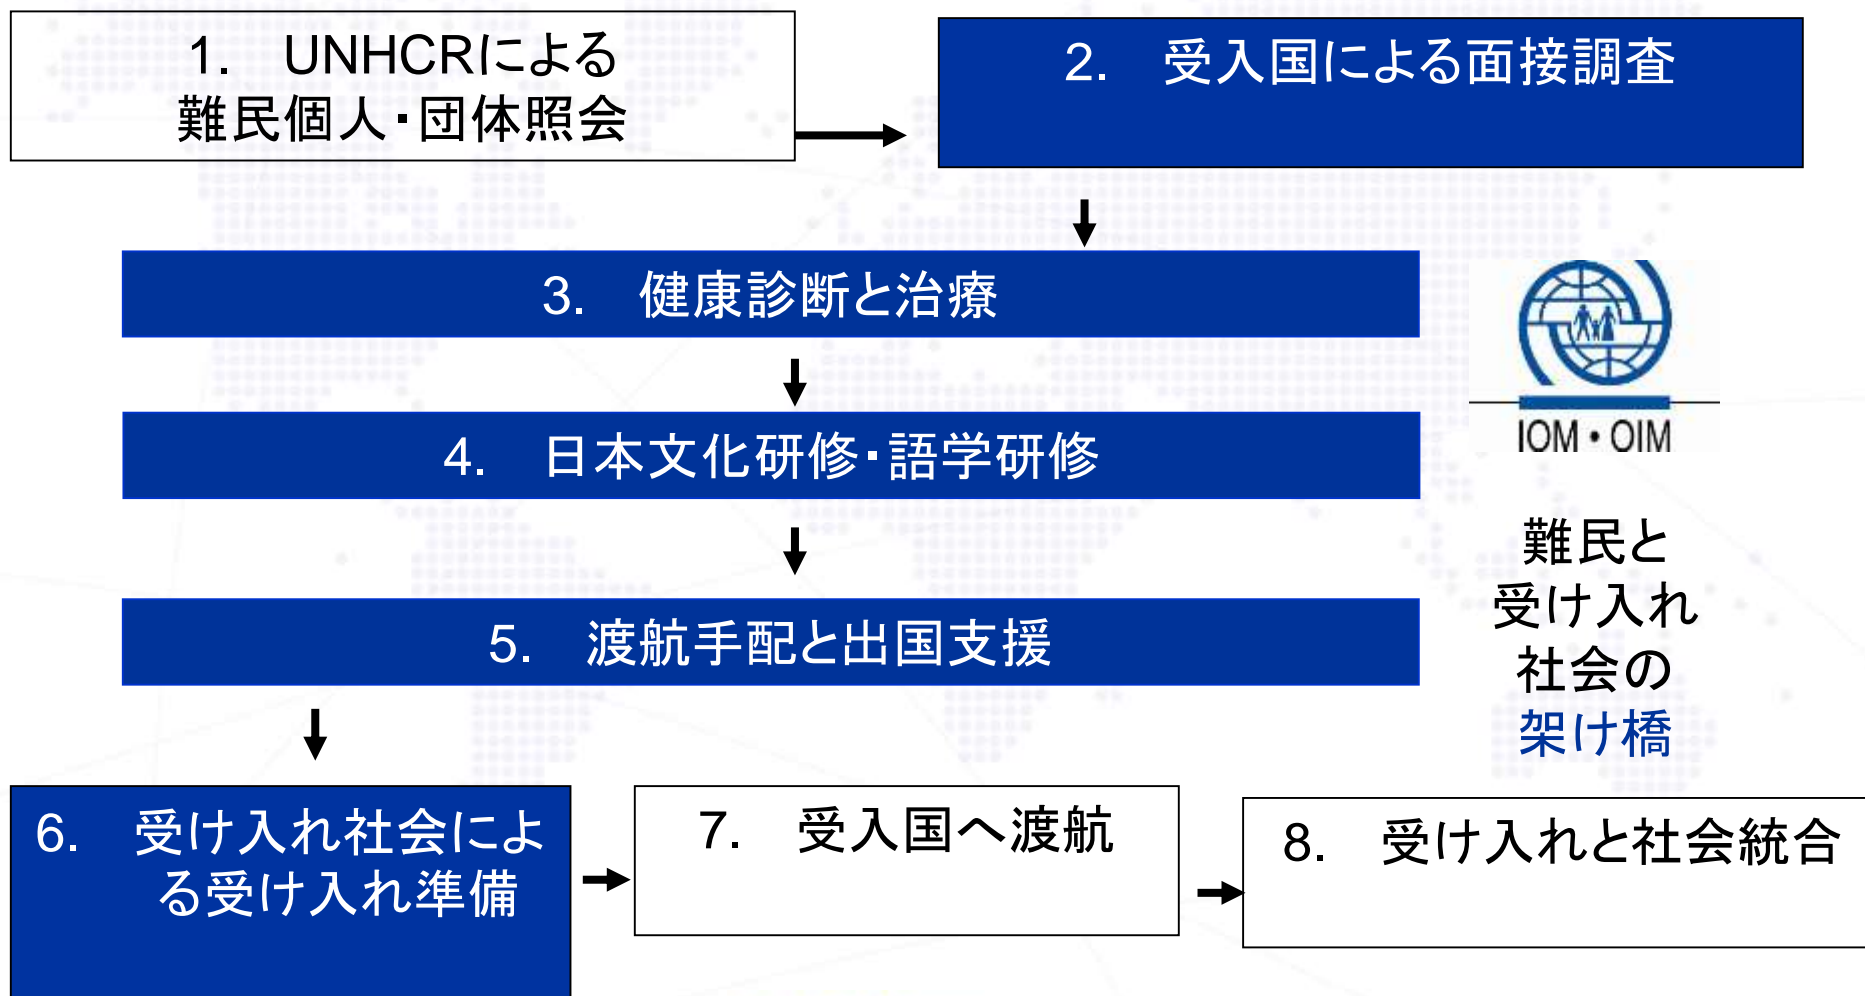 1. UNHCRによる
難民個人・団体照会
2. 受入国による面接調査
3. 健康診断と治療
4. 日本文化研修・語学研修
5. 渡航手配と出国支援
IOM • OIM
難民と
受け入れ
社会の
架け橋
6. 受け入れ社会によ
る受け入れ準備
7. 受入国へ渡航
8. 受け入れと社会統合